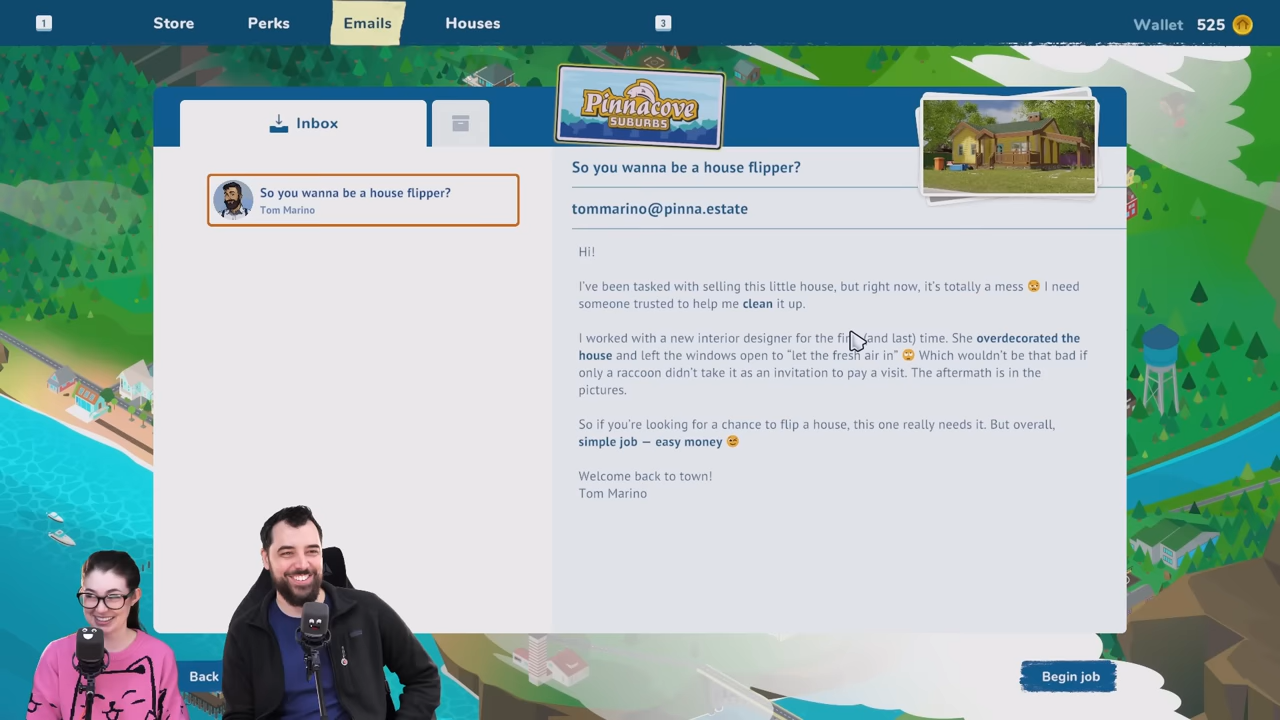 1
Store
Perks
Emails
Houses
3
Wallet 525
Inbox
Pinnacove
SUBURBS
So you wanna be a house flipper?
Tom Marino
So you wanna be a house flipper?
tommarino@pinna.estate
Hi!
I've been tasked with selling this little house, but right now, it's totally a mess 😟 I need
someone trusted to help me clean it up.
I worked with a new interior designer for the (and last) time. She overdecorated the
house and left the windows open to "let the fresh air in" 🙄 Which wouldn't be that bad if
only a raccoon didn't take it as an invitation to pay a visit. The aftermath is in the
pictures.
So if you're looking for a chance to flip a house, this one really needs it. But overall,
simple job — easy money 😉
Welcome back to town!
Tom Marino
Back
Begin job